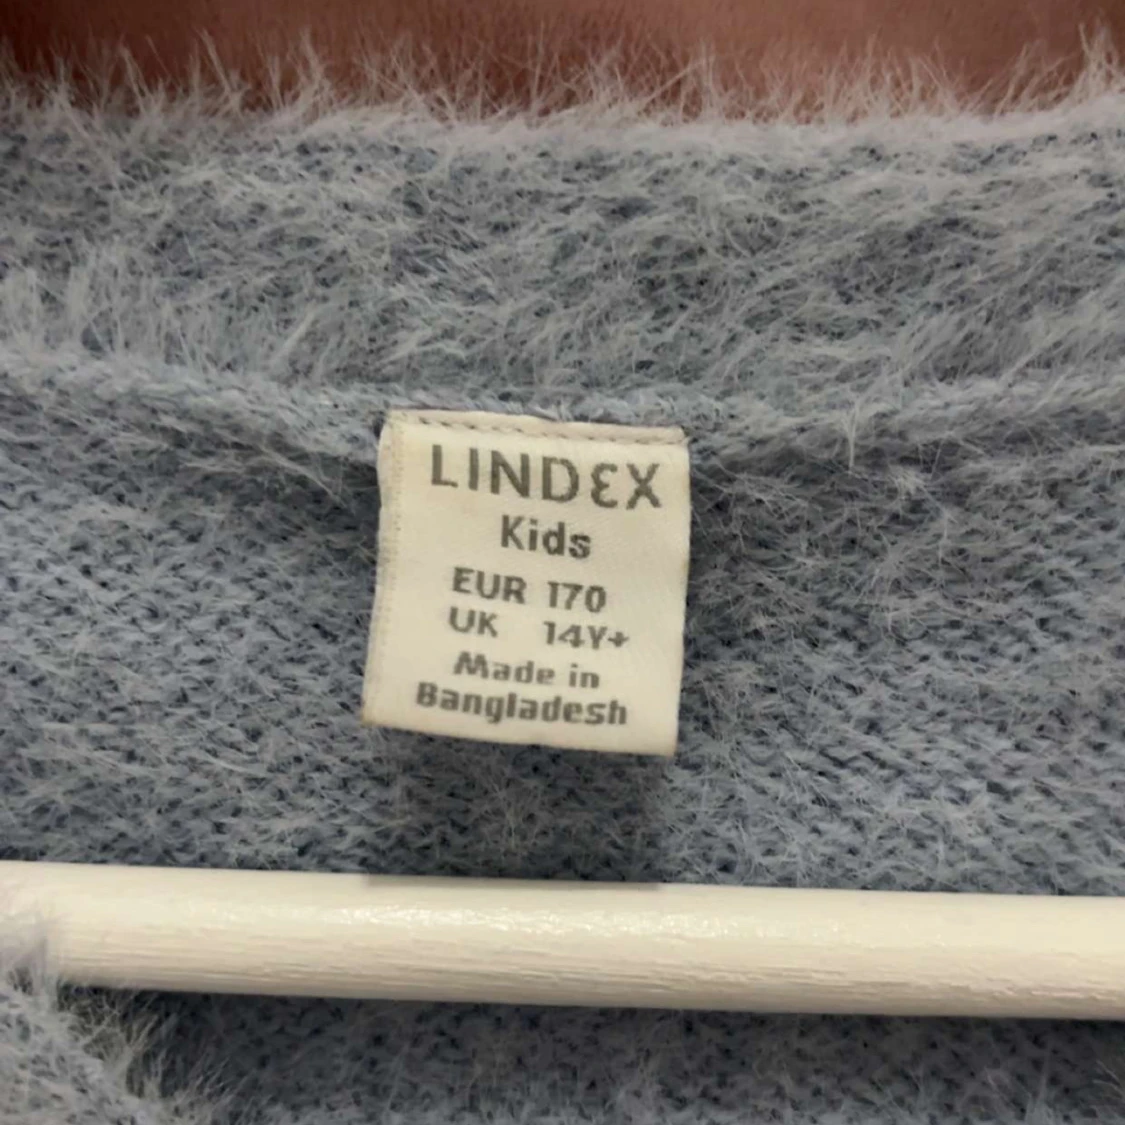 LINDEX
Kids
EUR 170
UK 14Y+
Made in
Bangladesh